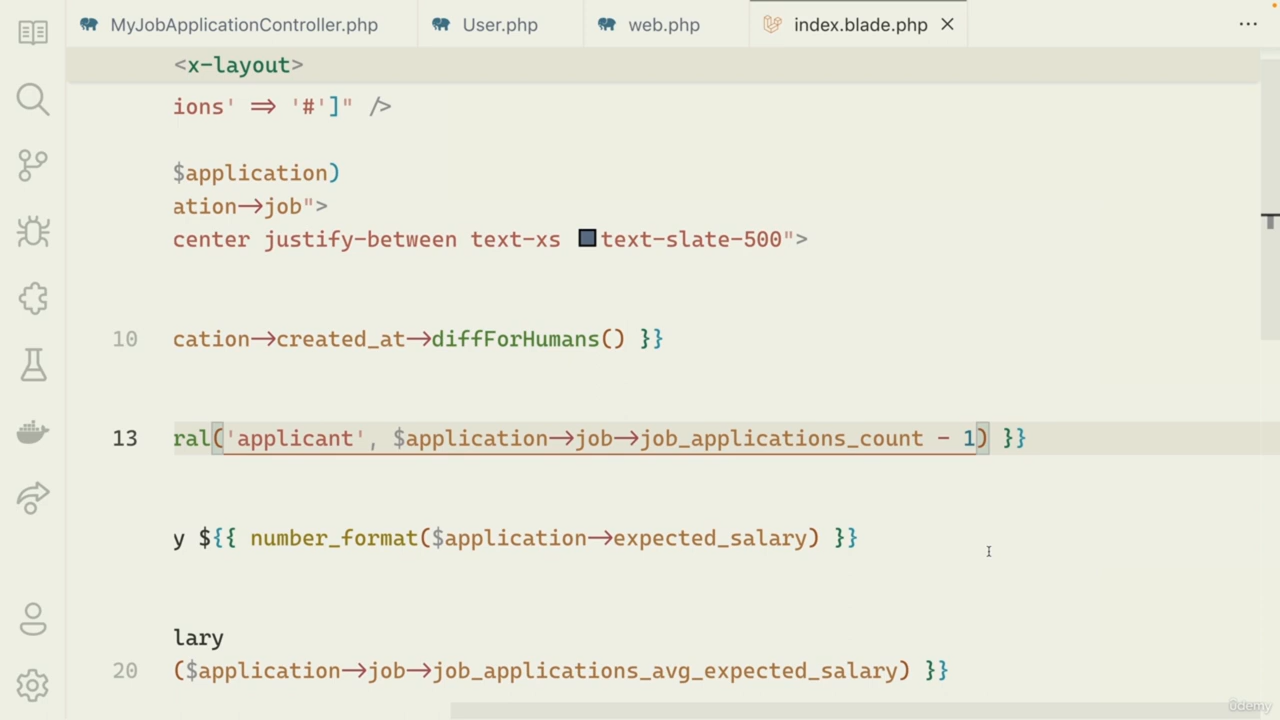 MyJobApplicationController.php User.php web.php index.blade.php
<x-layout>
ions' => '#']" />
$application)
ation->job">
center justify-between text-xs text-slate-500">
10 cation->created_at->diffForHumans() }}
13 ral('applicant', $application->job->job_applications_count - 1) }}
y ${{ number_format($application->expected_salary) }}
lary
20 ($application->job->job_applications_avg_expected_salary) }}
ûdemy